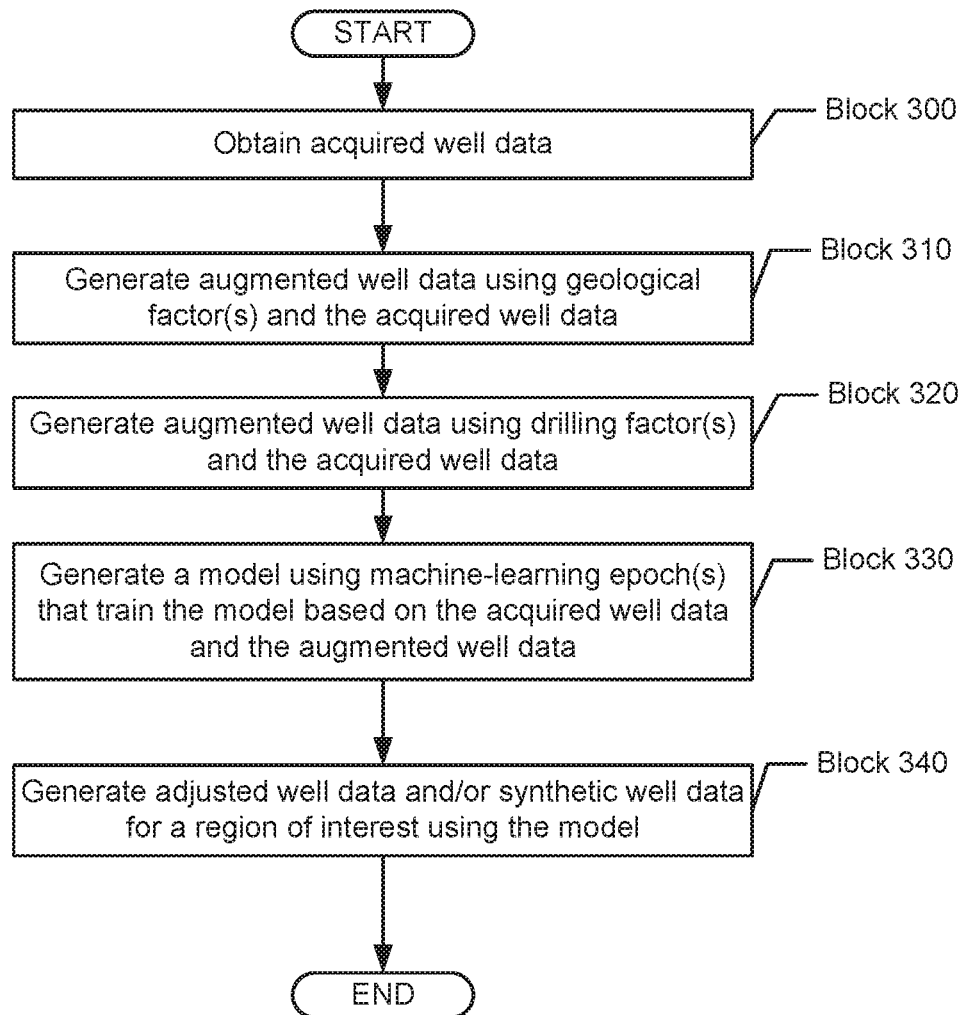 START
Block 300
Obtain acquired well data
Block 310
Generate augmented well data using geological
factor(s) and the acquired well data
Block 320
Generate augmented well data using drilling factor(s)
and the acquired well data
Block 330
Generate a model using machine-learning epoch(s)
that train the model based on the acquired well data
and the augmented well data
Block 340
Generate adjusted well data and/or synthetic well data
for a region of interest using the model
END